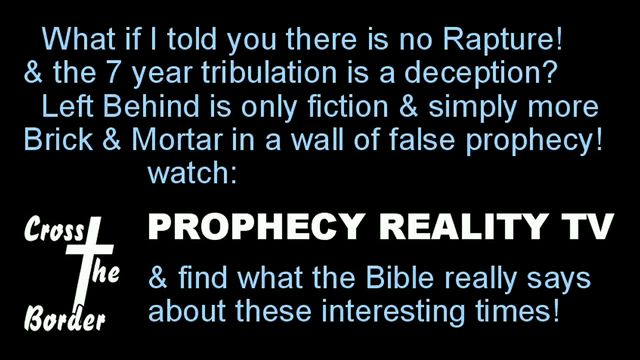 What if I told you there is no Rapture!
& the 7 year tribulation is a deception?
Left Behind is only fiction & simply more
Brick & Mortar in a wall of false prophecy!
watch:
Cross the Border
PROPHECY REALITY TV
& find what the Bible really says
about these interesting times!